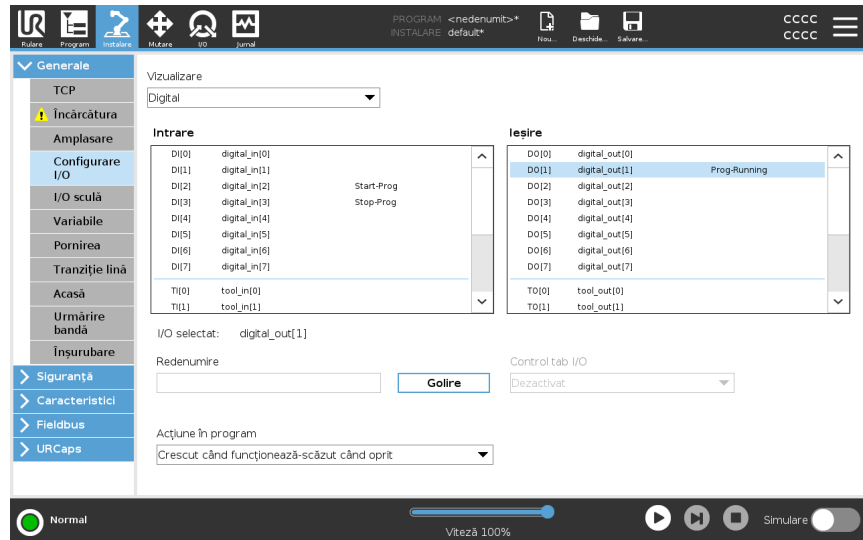 PROGRAM <nedenumit>*
INSTALARE default*
CCCC
CCCC
Rulare Program Instalare Mutare I/O Jurnal Nou... Deschide... Salvare...
Generale
TCP
Încărcătura
Amplasare
Configurare
I/O
I/O sculă
Variabile
Pornirea
Tranziție lină
Acasă
Urmărire
bandă
Înșurubare
Siguranță
Caracteristici
Fieldbus
URCaps
Vizualizare
Digital
Intrare
DI[0] digital_in[0]
DI[1] digital_in[1]
DI[2] digital_in[2] Start-Prog
DI[3] digital_in[3] Stop-Prog
DI[4] digital_in[4]
DI[5] digital_in[5]
DI[6] digital_in[6]
DI[7] digital_in[7]
TI[0] tool_in[0]
TI[1] tool_in[1]
Ieșire
DO[0] digital_out[0]
DO[1] digital_out[1] Prog-Running
DO[2] digital_out[2]
DO[3] digital_out[3]
DO[4] digital_out[4]
DO[5] digital_out[5]
DO[6] digital_out[6]
DO[7] digital_out[7]
TO[0] tool_out[0]
TO[1] tool_out[1]
I/O selectat: digital_out[1]
Redenumire
Golire
Control tab I/O
Dezactivat
Acțiune în program
Crescut când funcționează-scăzut când oprit
Normal
Viteză 100%
Simulare